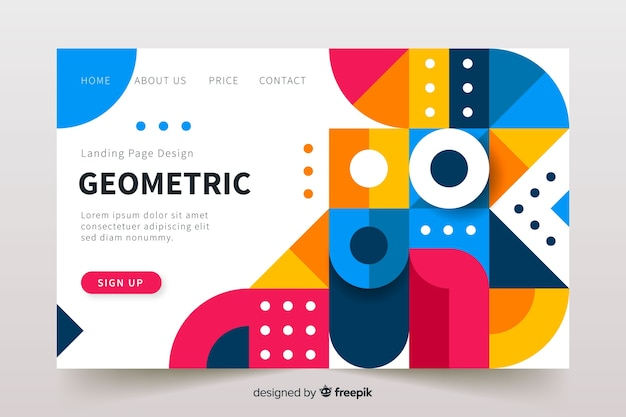 HOME ABOUT US PRICE CONTACT
Landing Page Design
GEOMETRIC
Lorem ipsum dolor sit amet,
consectetuer adipiscing elit, sed
diam nonummy.
SIGN UP
designed by freepik